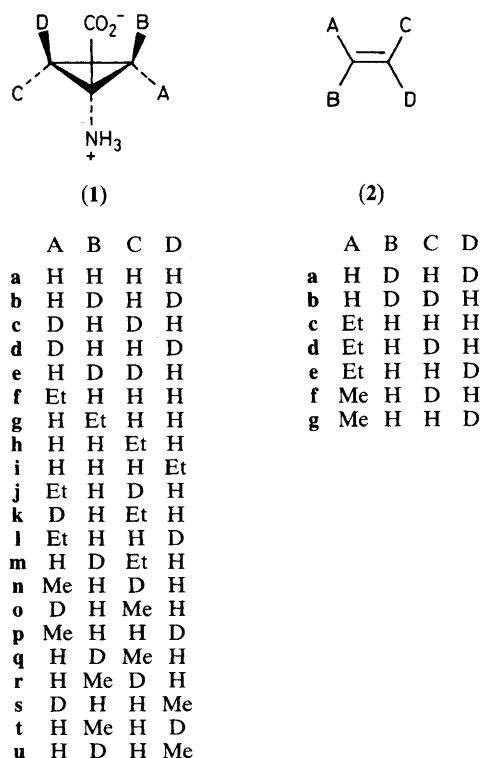 D CO₂⁻ B
C A
NH₃
+
A C
B D
(1) (2)
A B C D
a H H H H
b H D H D
c D H D H
d D H H D
e H D D H
f Et H H H
g H Et H H
h H H Et H
i H H H Et
j Et H D H
k D H Et H
l Et H H D
m H D Et H
n Me H D H
o D H Me H
p Me H H D
q H D Me H
r H Me D H
s D H H Me
t H Me H D
u H D H Me
A B C D
a H D H D
b H D D H
c Et H H H
d Et H D H
e Et H H D
f Me H D H
g Me H H D